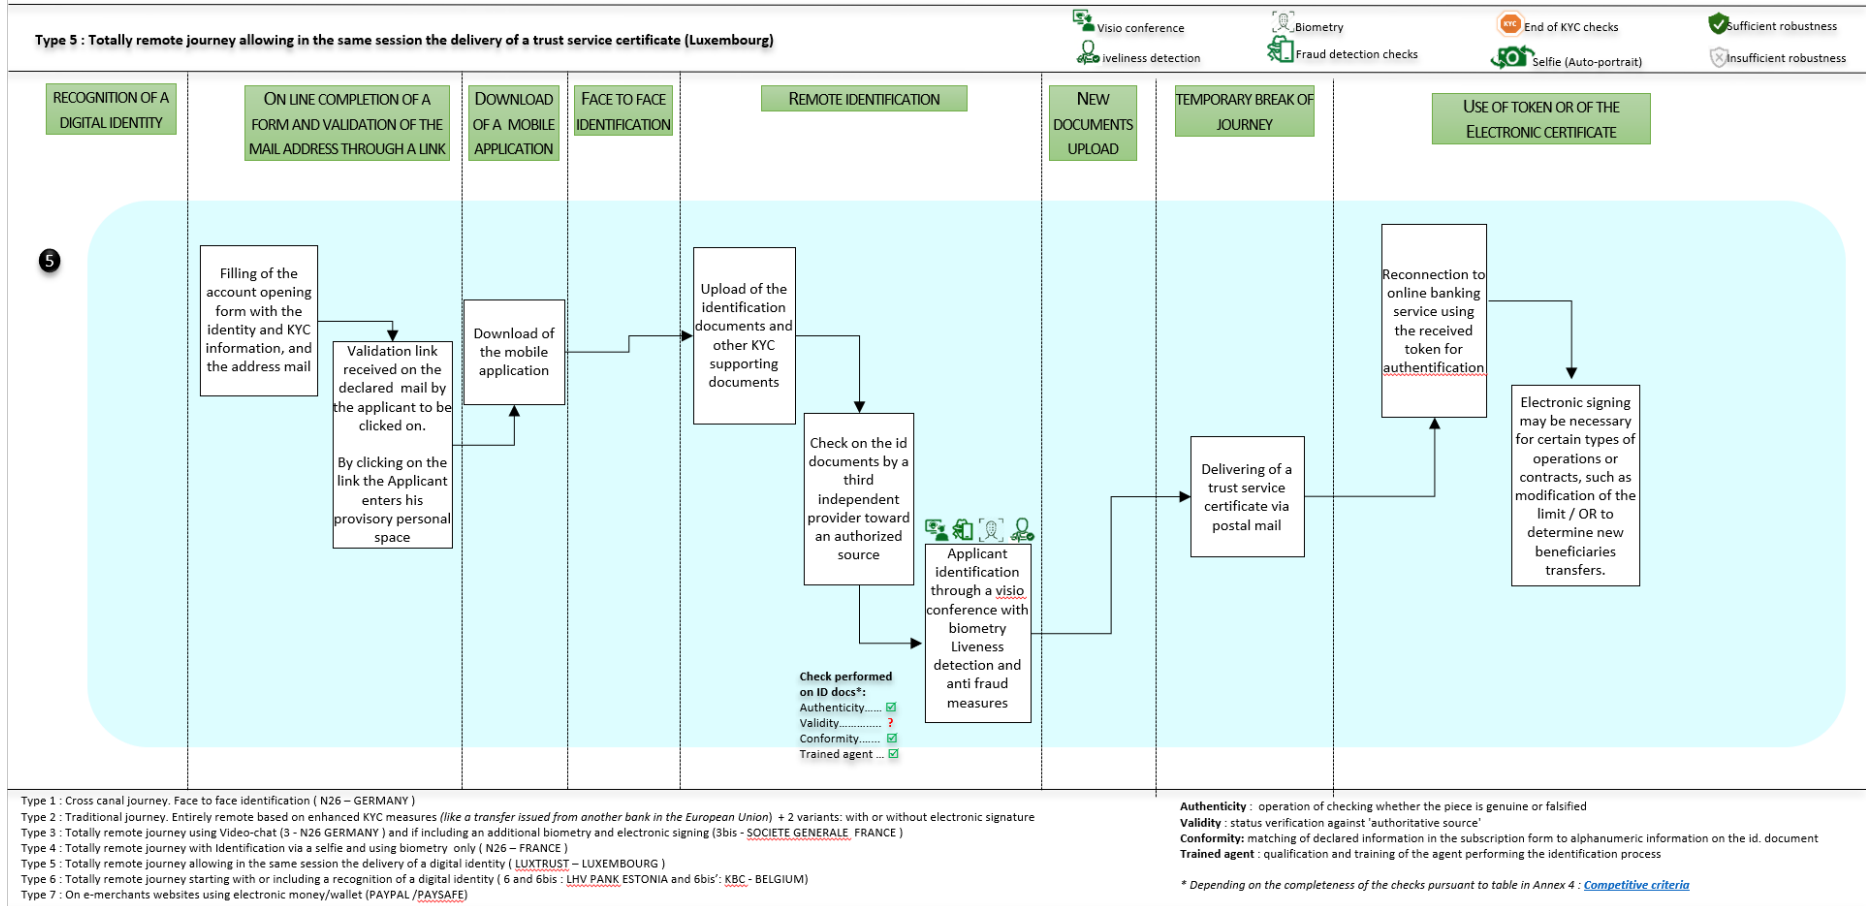 Type 5 : Totally remote journey allowing in the same session the delivery of a trust service certificate (Luxembourg)
Visio conference
Biometry
KYC
End of KYC checks
Sufficient robustness
iveliness detection
Fraud detection checks
Selfie (Auto-portrait)
Insufficient robustness
RECOGNITION OF A
DIGITAL IDENTITY
ON LINE COMPLETION OF A
FORM AND VALIDATION OF THE
MAIL ADDRESS THROUGH A LINK
DOWNLOAD
OF A MOBILE
APPLICATION
FACE TO FACE
IDENTIFICATION
REMOTE IDENTIFICATION
NEW
DOCUMENTS
UPLOAD
TEMPORARY BREAK OF
JOURNEY
USE OF TOKEN OR OF THE
ELECTRONIC CERTIFICATE
5
Filling of the
account opening
form with the
identity and KYC
information, and
the address mail
Validation link
received on the
declared mail by
the applicant to be
clicked on.
By clicking on the
link the Applicant
enters his
provisory personal
space
Download of
the mobile
application
Upload of the
identification
documents and
other KYC
supporting
documents
Check on the id
documents by a
third
independent
provider toward
an authorized
source
Applicant
identification
through a visio
conference with
biometry
Liveness
detection and
anti fraud
measures
Check performed
on ID docs*:
Authenticity......
Validity.............. ?
Conformity.......
Trained agent ...
Delivering of a
trust service
certificate via
postal mail
Reconnection to
online banking
service using
the received
token for
authentification
Electronic signing
may be necessary
for certain types of
operations or
contracts, such as
modification of the
limit / OR to
determine new
beneficiaries
transfers.
Type 1 : Cross canal journey. Face to face identification ( N26 – GERMANY )
Type 2 : Traditional journey. Entirely remote based on enhanced KYC measures (like a transfer issued from another bank in the European Union) + 2 variants: with or without electronic signature
Type 3 : Totally remote journey using Video-chat (3 - N26 GERMANY ) and if including an additional biometry and electronic signing (3bis - SOCIETE GENERALE FRANCE )
Type 4 : Totally remote journey with Identification via a selfie and using biometry only ( N26 – FRANCE )
Type 5 : Totally remote journey allowing in the same session the delivery of a digital identity ( LUXTRUST – LUXEMBOURG )
Type 6 : Totally remote journey starting with or including a recognition of a digital identity ( 6 and 6bis : LHV PANK ESTONIA and 6bis': KBC - BELGIUM)
Type 7 : On e-merchants websites using electronic money/wallet (PAYPAL /PAYSAFE)
Authenticity : operation of checking whether the piece is genuine or falsified
Validity : status verification against 'authoritative source'
Conformity: matching of declared information in the subscription form to alphanumeric information on the id. document
Trained agent : qualification and training of the agent performing the identification process
* Depending on the completeness of the checks pursuant to table in Annex 4 : Competitive criteria